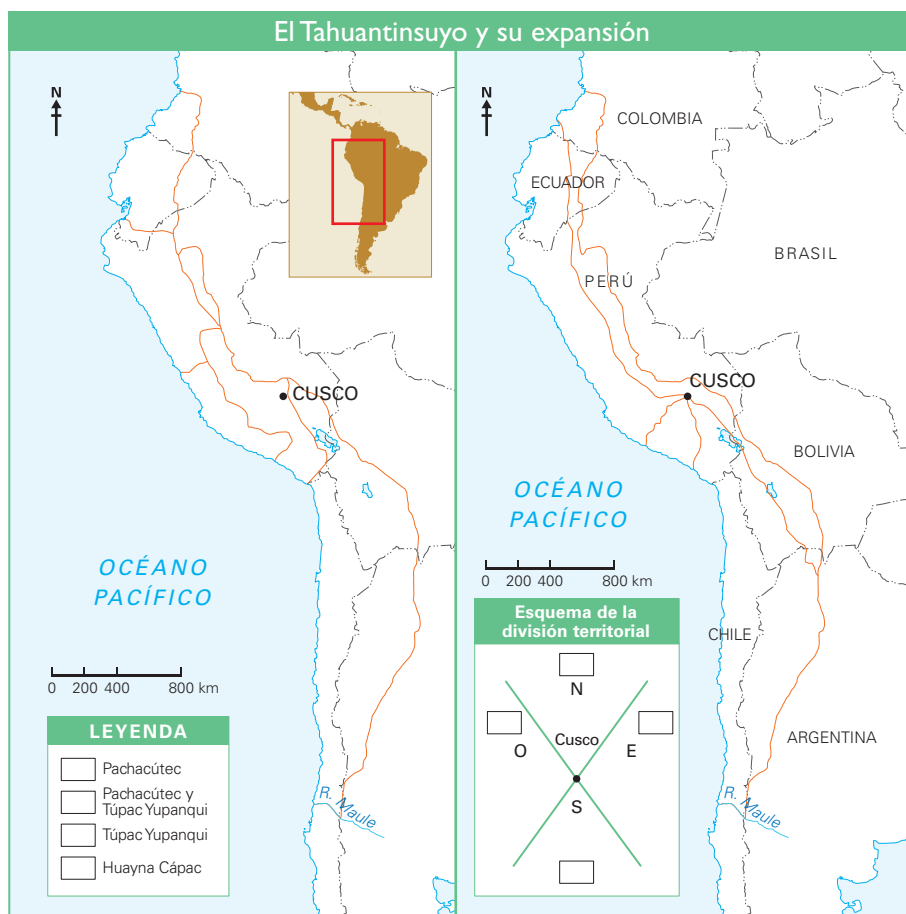 El Tahuantinsuyo y su expansión
N
CUSCO
OCÉANO
PACÍFICO
0 200 400 800 km
LEYENDA
Pachacútec
Pachacútec y
Túpac Yupanqui
Túpac Yupanqui
Huayna Cápac
R. Maule
N
COLOMBIA
ECUADOR
BRASIL
PERÚ
CUSCO
BOLIVIA
OCÉANO
PACÍFICO
0 200 400 800 km
CHILE
ARGENTINA
R. Maule
Esquema de la
división territorial
N
O Cusco E
S